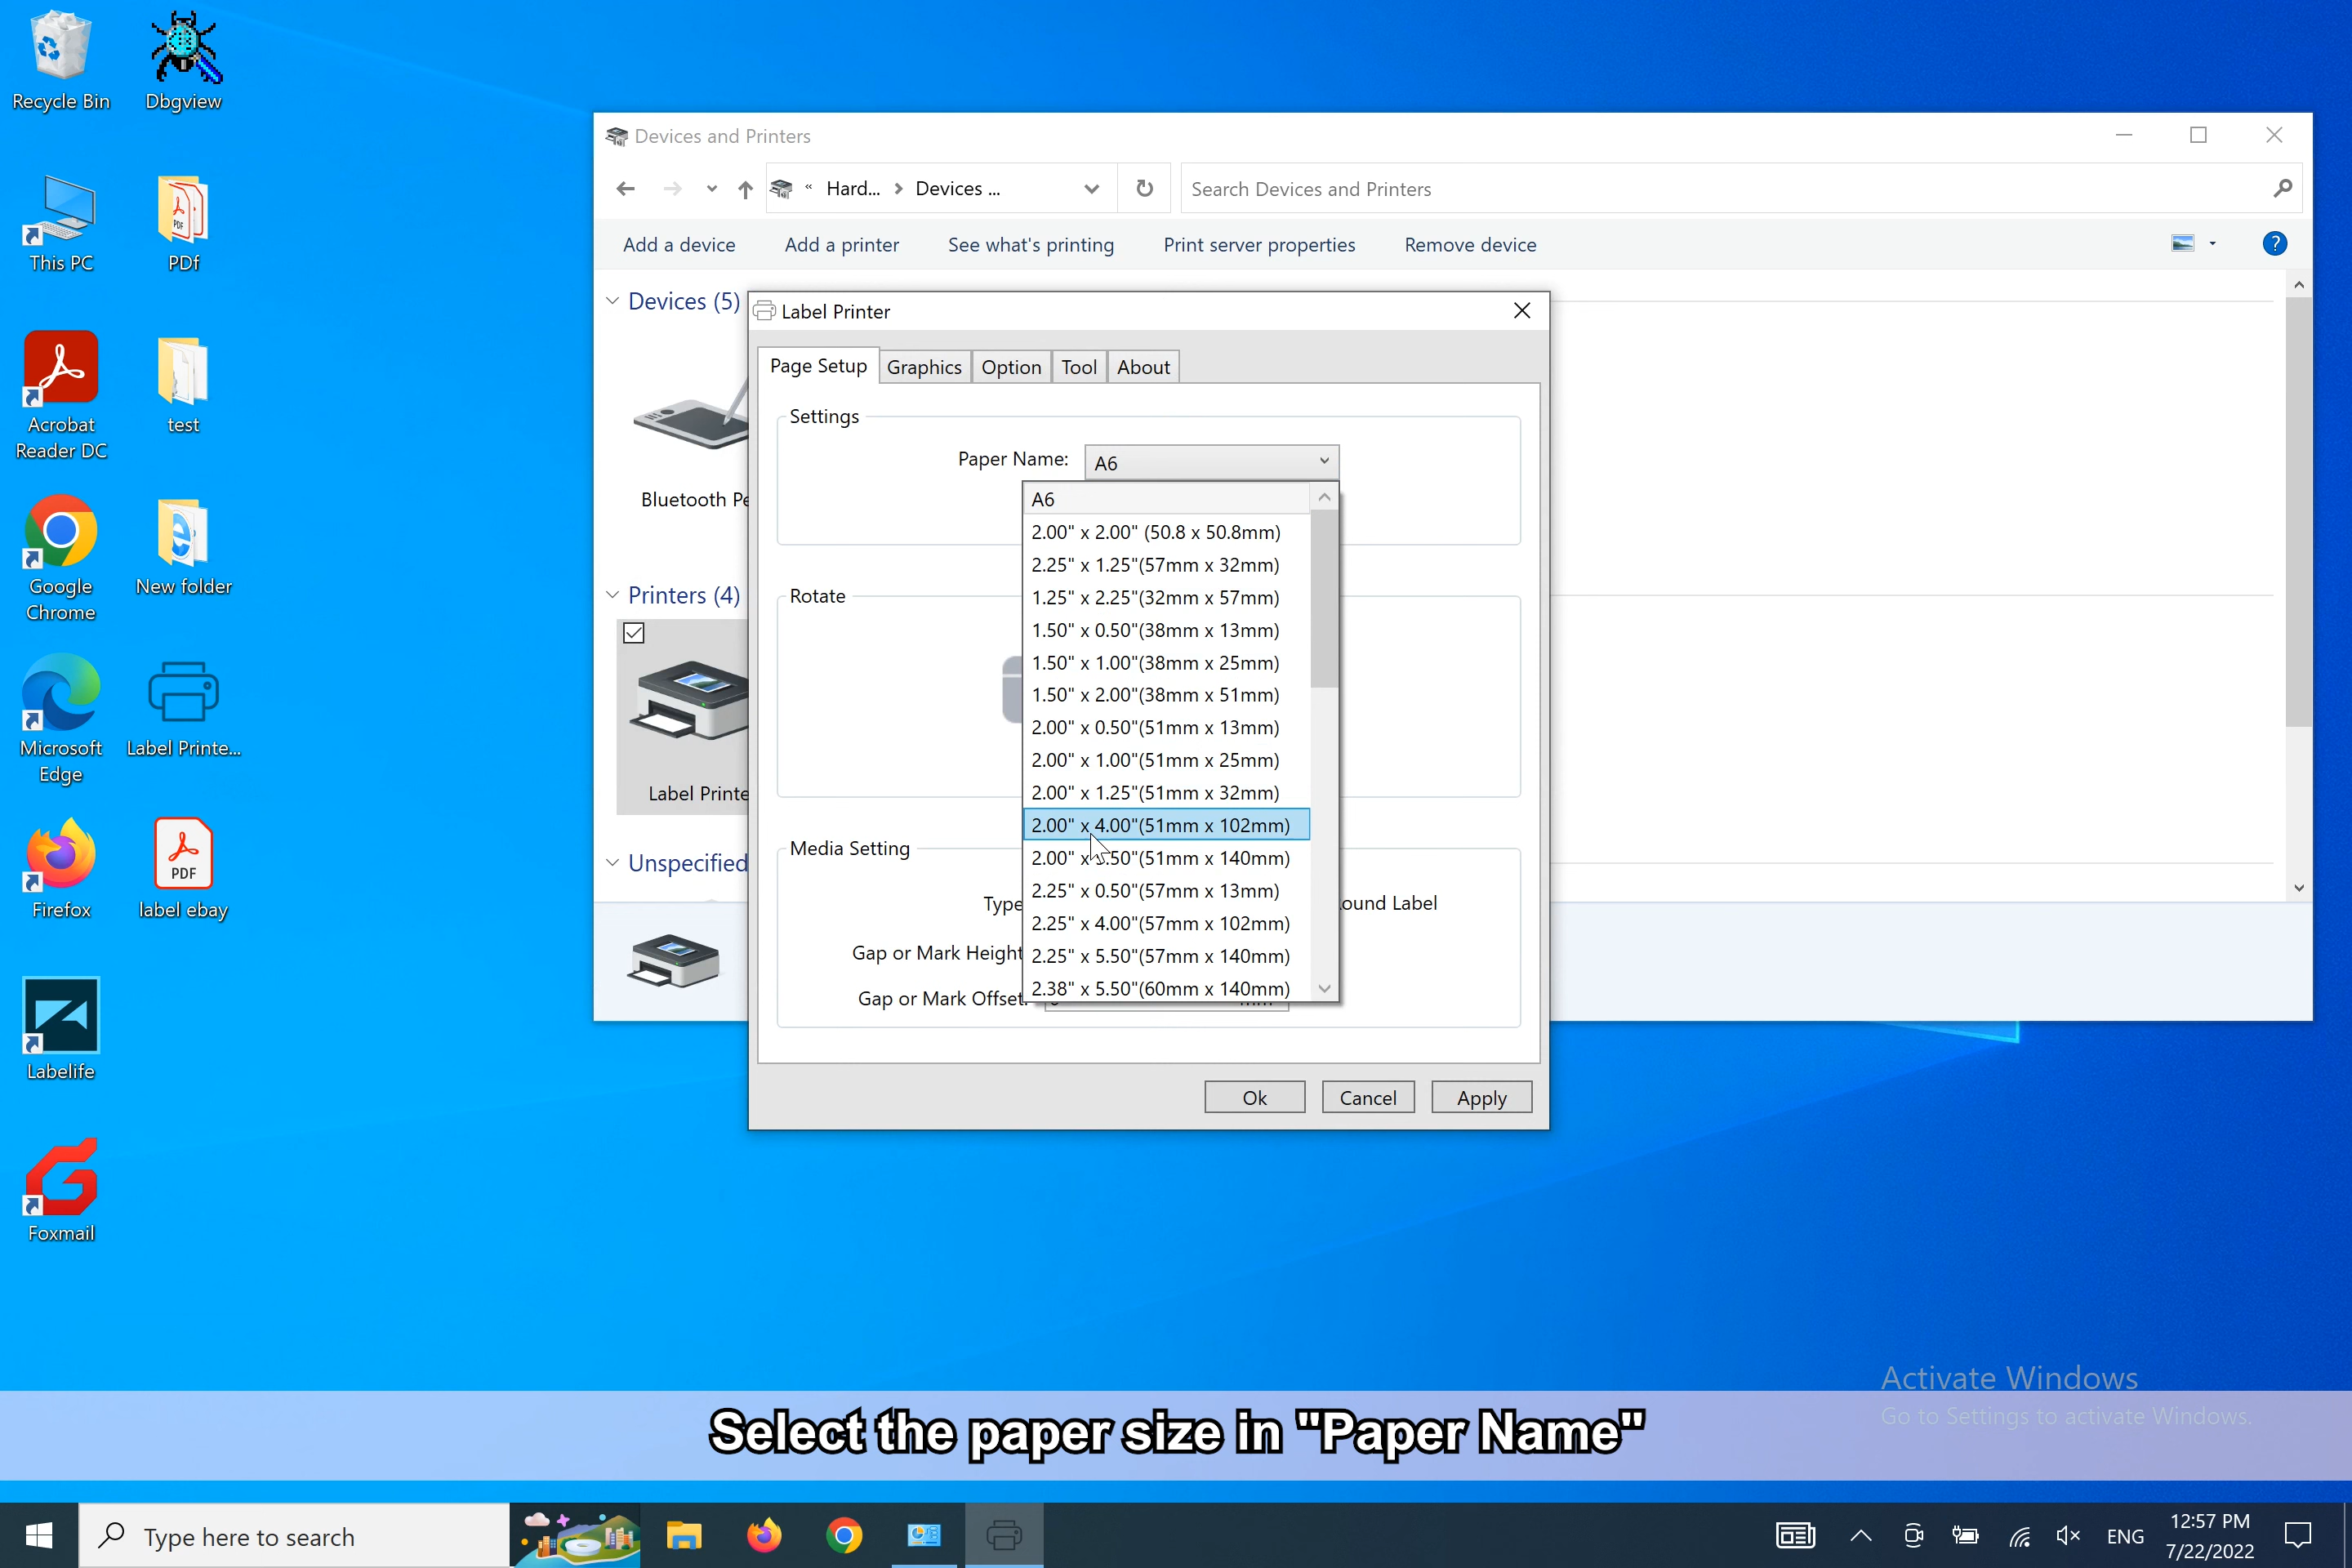 Recycle Bin
Dbgview
This PC
PDf
Acrobat
Reader DC
test
Google
Chrome
New folder
Microsoft
Edge
Label Printe...
Firefox
PDF
label ebay
Labelife
Foxmail
Devices and Printers
« Hard... > Devices ...
Search Devices and Printers
Add a device
Add a printer
See what's printing
Print server properties
Remove device
?
Devices (5)
Bluetooth Pe
Printers (4)
Label Printe
Unspecified
Label Printer
Page Setup
Graphics
Option
Tool
About
Settings
Paper Name:
A6
A6
2.00" x 2.00" (50.8 x 50.8mm)
2.25" x 1.25"(57mm x 32mm)
1.25" x 2.25"(32mm x 57mm)
1.50" x 0.50"(38mm x 13mm)
1.50" x 1.00"(38mm x 25mm)
1.50" x 2.00"(38mm x 51mm)
2.00" x 0.50"(51mm x 13mm)
2.00" x 1.00"(51mm x 25mm)
2.00" x 1.25"(51mm x 32mm)
2.00" x 4.00"(51mm x 102mm)
2.00" x 5.50"(51mm x 140mm)
2.25" x 0.50"(57mm x 13mm)
2.25" x 4.00"(57mm x 102mm)
2.25" x 5.50"(57mm x 140mm)
2.38" x 5.50"(60mm x 140mm)
Rotate
Media Setting
Type
ound Label
Gap or Mark Height
Gap or Mark Offset:
Ok
Cancel
Apply
Activate Windows
Go to Settings to activate Windows.
Select the paper size in "Paper Name"
Type here to search
ENG
12:57 PM
7/22/2022